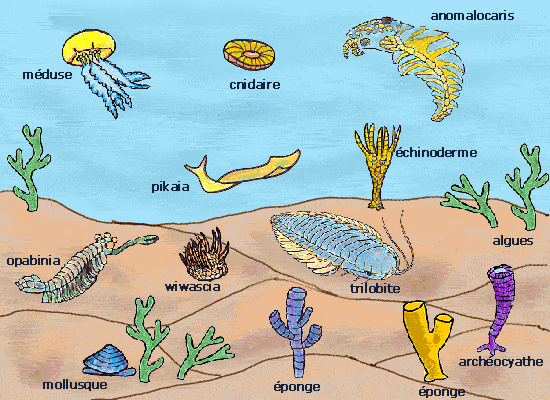 anomalocaris
méduse
cnidaire
échinoderme
pikaia
algues
opabinia
wiwascia
trilobite
archéocyathe
mollusque
éponge
éponge